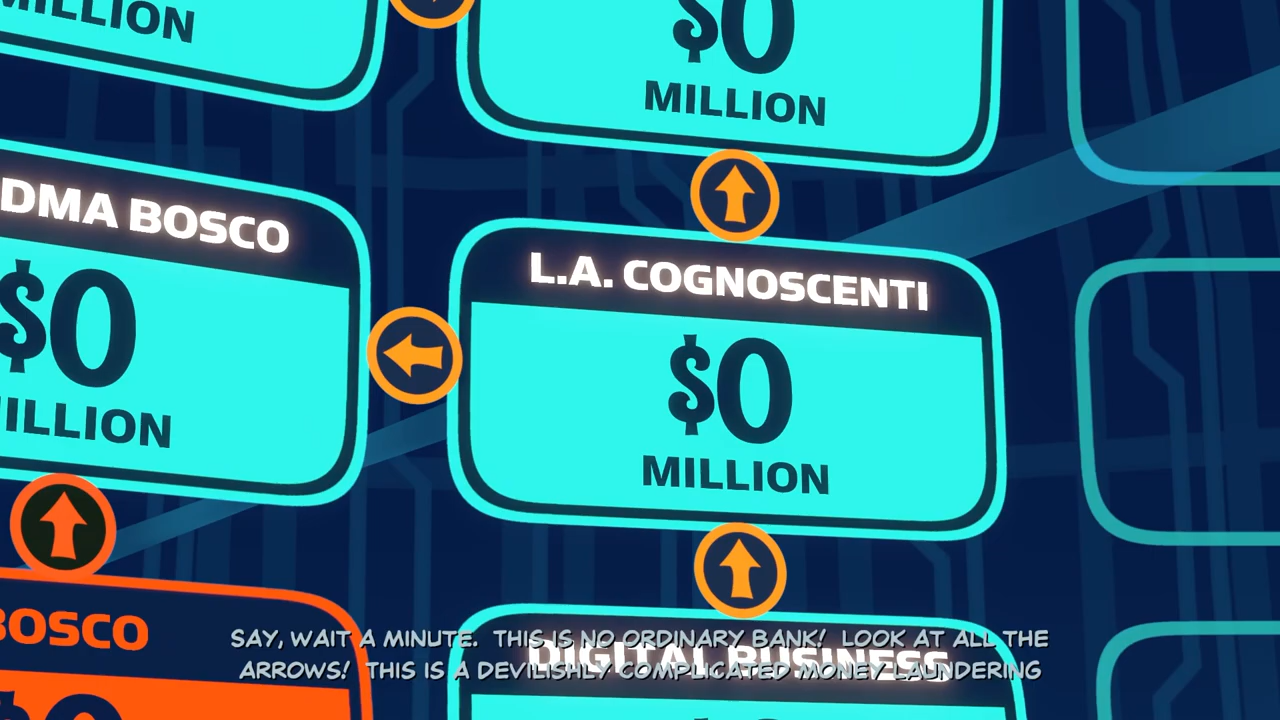 MILLION
$0
MILLION
DMA BOSCO
$0
MILLION
L.A. COGNOSCENTI
$0
MILLION
BOSCO
DIGITAL BUSINESS
SAY, WAIT A MINUTE. THIS IS NO ORDINARY BANK! LOOK AT ALL THE
ARROWS! THIS IS A DEVILISHLY COMPLICATED MONEY LAUNDERING